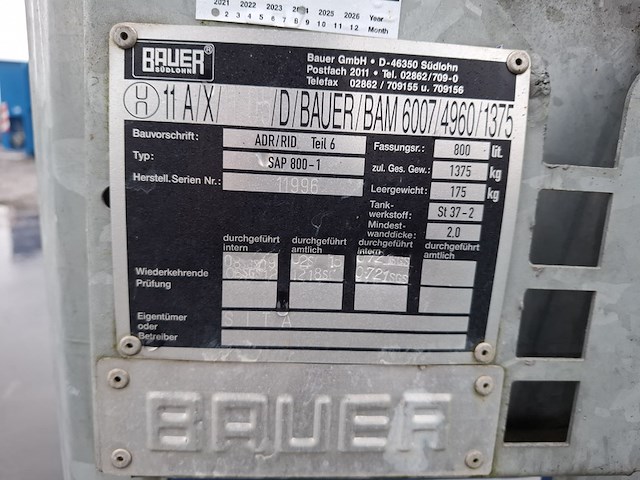 2021 2022 2023 2024 2025 2026 Year
2 3 4 5 6 7 8 9 10 11 12 Month
BAUER ®
SÜDLOHN
Bauer GmbH • D-46350 Südlohn
Postfach 2011 • Tel. 02862/709-0
Telefax 02862 / 709155 u. 709156
11 A/X/ /D/BAUER/BAM 6007/4960/1375
Bauvorschrift: ADR/RID Teil 6 Fassungsr.: 800 lit.
Typ: SAP 800-1 zul. Ges. Gew.: 1375 kg
Herstell. Serien Nr.: 11996 Leergewicht: 175 kg
Tank-
werkstoff: St 37-2
Mindest-
wanddicke: 2,0
durchgeführt intern durchgeführt amtlich durchgeführt intern durchgeführt amtlich
Wiederkehrende
Prüfung
1218S 0721SGS
Eigentümer
oder
Betreiber
SITA
BAUER